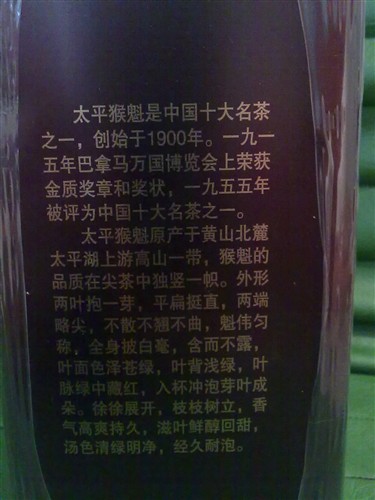 太平猴魁是中国十大名茶
之一，创始于1900年。一九一
五年巴拿马万国博览会上荣获
金质奖章和奖状，一九五五年
被评为中国十大名茶之一。
太平猴魁原产于黄山北麓
太平湖上游高山一带，猴魁的
品质在尖茶中独竖一帜。外形
两叶抱一芽，平扁挺直，两端
略尖，不散不翘不曲，魁伟匀
称，全身披白毫，含而不露，
叶面色泽苍绿，叶背浅绿，叶
脉绿中藏红，入杯冲泡芽叶成
朵。徐徐展开，枝枝树立，香
气高爽持久，滋叶鲜醇回甜，
汤色清绿明净，经久耐泡。